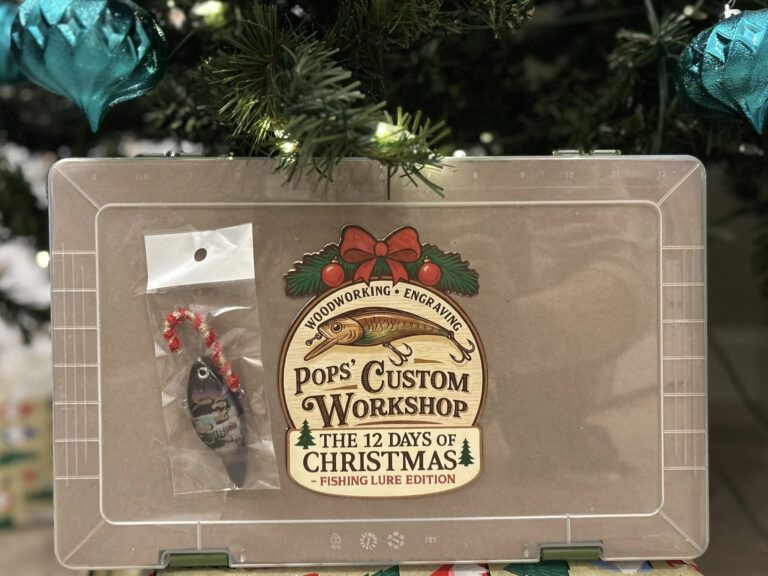 WOODWORKING • ENGRAVING
POPS' CUSTOM
WORKSHOP
THE 12 DAYS OF
CHRISTMAS
- FISHING LURE EDITION